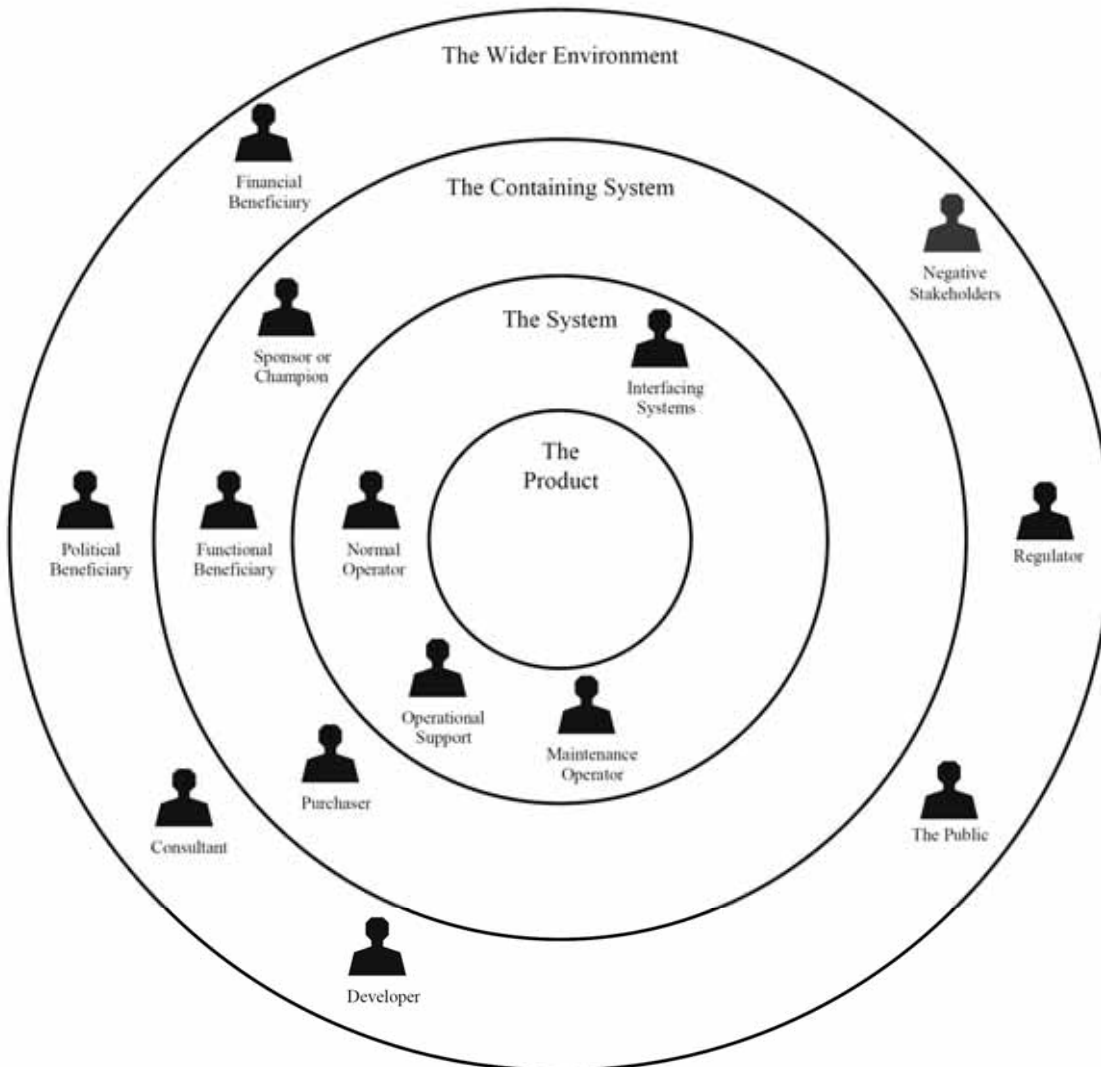 The Wider Environment
Financial
Beneficiary
The Containing System
Negative
Stakeholders
Sponsor or
Champion
The System
Interfacing
Systems
The
Product
Political
Beneficiary
Functional
Beneficiary
Normal
Operator
Regulator
Operational
Support
Maintenance
Operator
Purchaser
Consultant
The Public
Developer